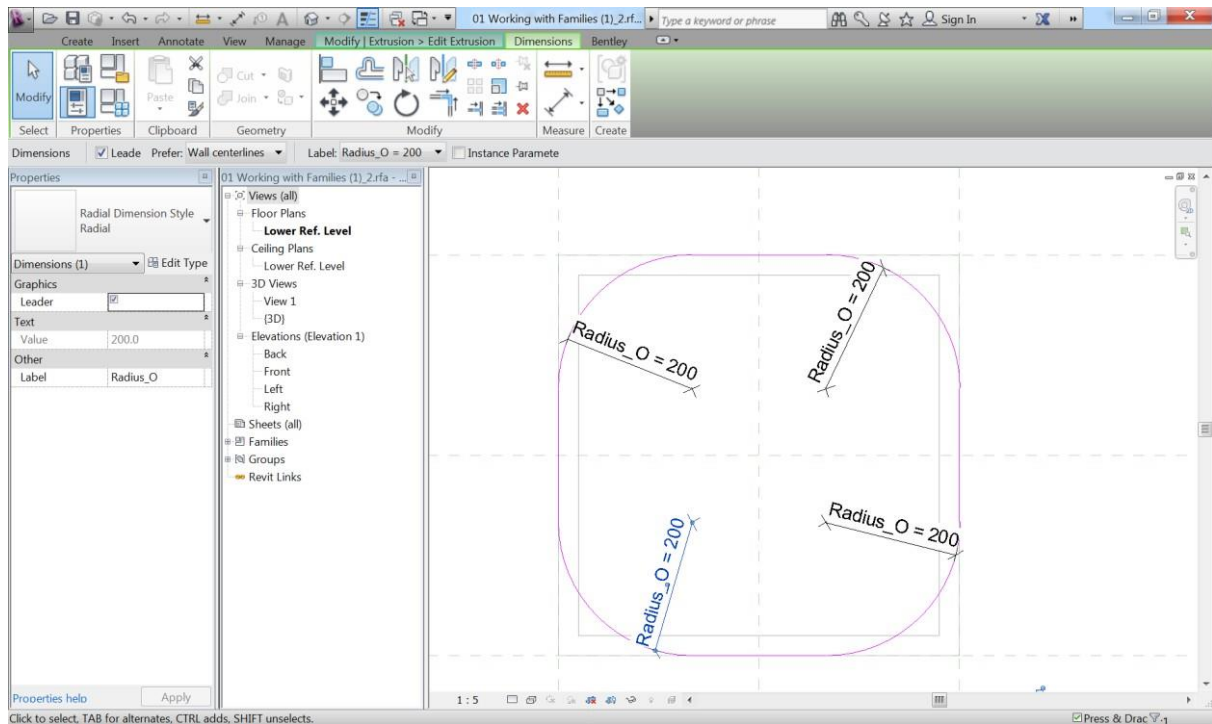 01 Working with Families (1)_2.rf...
Type a keyword or phrase
Sign In
Create Insert Annotate View Manage Modify | Extrusion > Edit Extrusion Dimensions Bentley
Modify
Paste
Cut
Join
Select Properties Clipboard Geometry Modify Measure Create
Dimensions Leade Prefer: Wall centerlines Label: Radius_O = 200 Instance Paramete
Properties
Radial Dimension Style
Radial
Dimensions (1) Edit Type
Graphics
Leader
Text
Value 200.0
Other
Label Radius_O
Properties help Apply
01 Working with Families (1)_2.rfa - ...
Views (all)
Floor Plans
Lower Ref. Level
Ceiling Plans
Lower Ref. Level
3D Views
View 1
{3D}
Elevations (Elevation 1)
Back
Front
Left
Right
Sheets (all)
Families
Groups
Revit Links
Radius_O = 200
Radius_O = 200
Radius_O = 200
Radius_O = 200
1 : 5
Click to select, TAB for alternates, CTRL adds, SHIFT unselects.
Press & Drac
:1